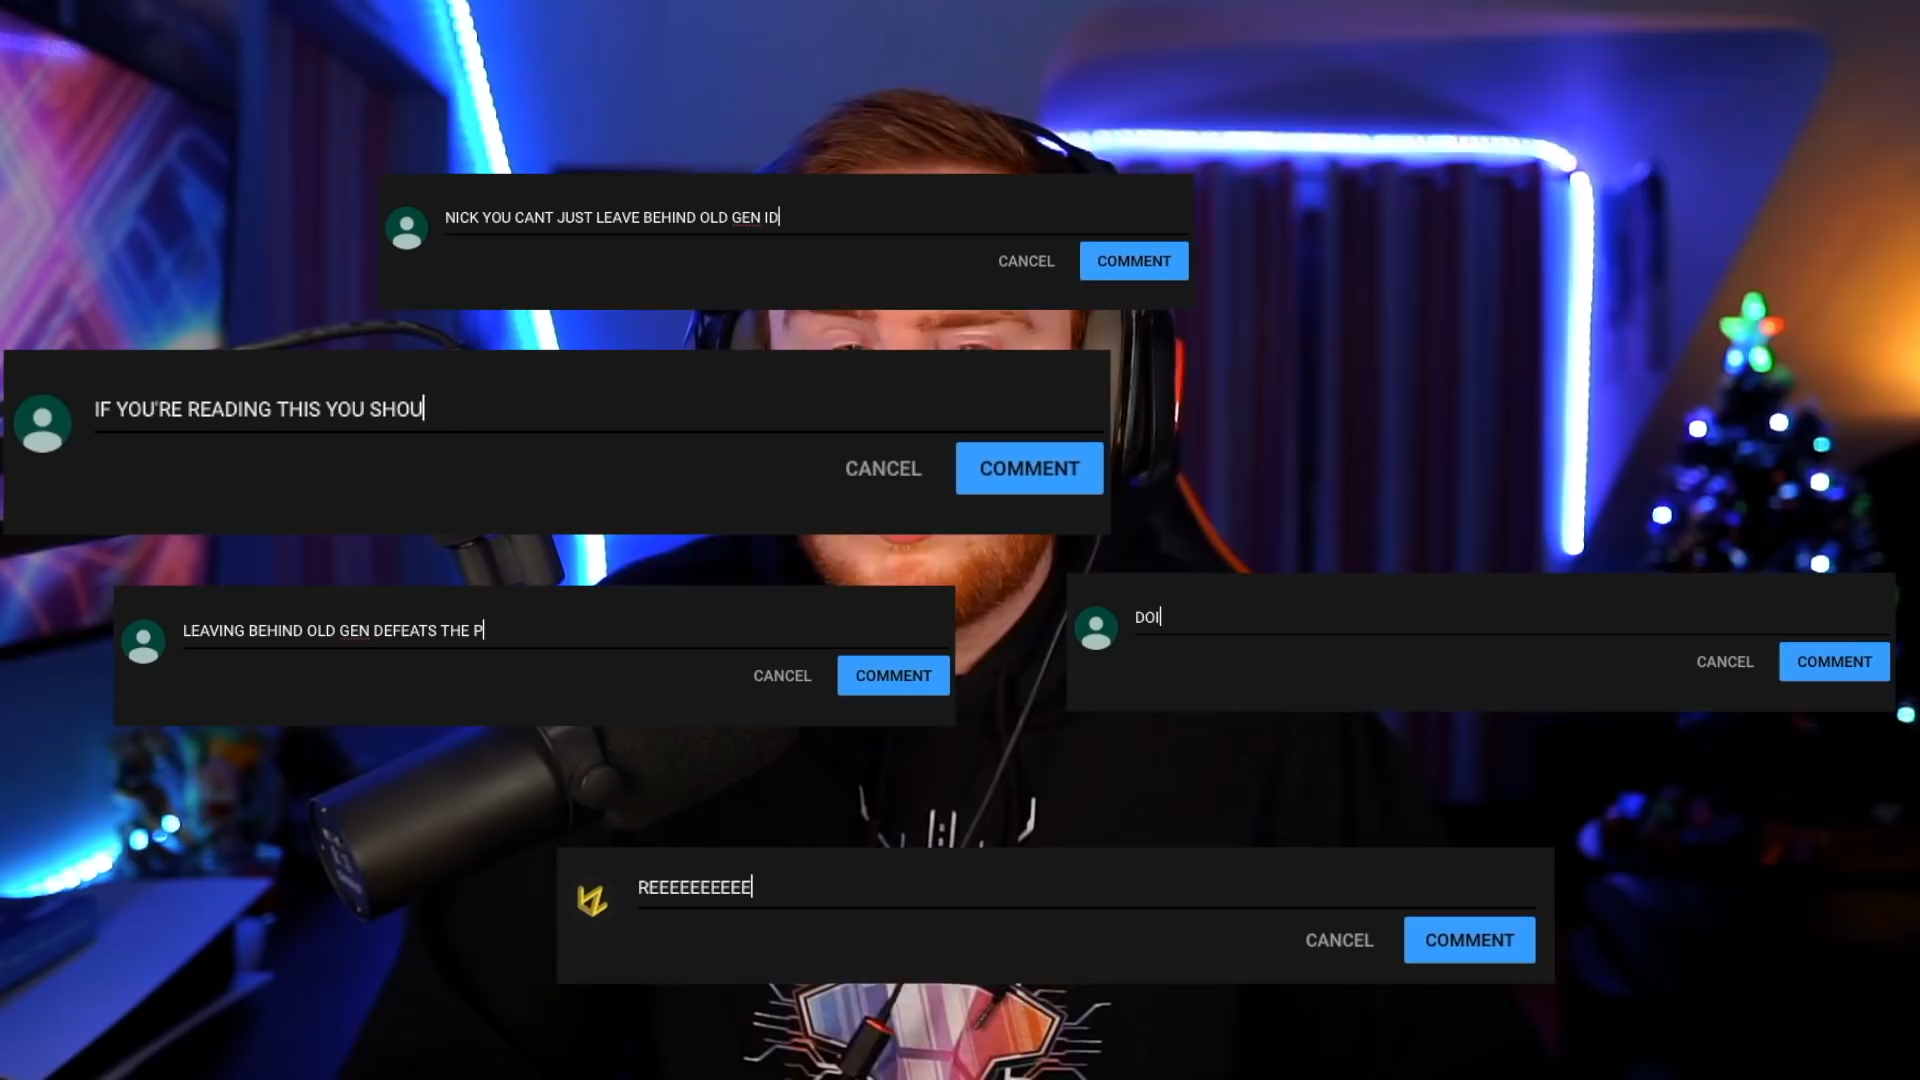 NICK YOU CANT JUST LEAVE BEHIND OLD GEN ID
CANCEL COMMENT
IF YOU'RE READING THIS YOU SHOU
CANCEL COMMENT
LEAVING BEHIND OLD GEN DEFEATS THE P
CANCEL COMMENT
DOI
CANCEL COMMENT
REEEEEEEEEE
CANCEL COMMENT